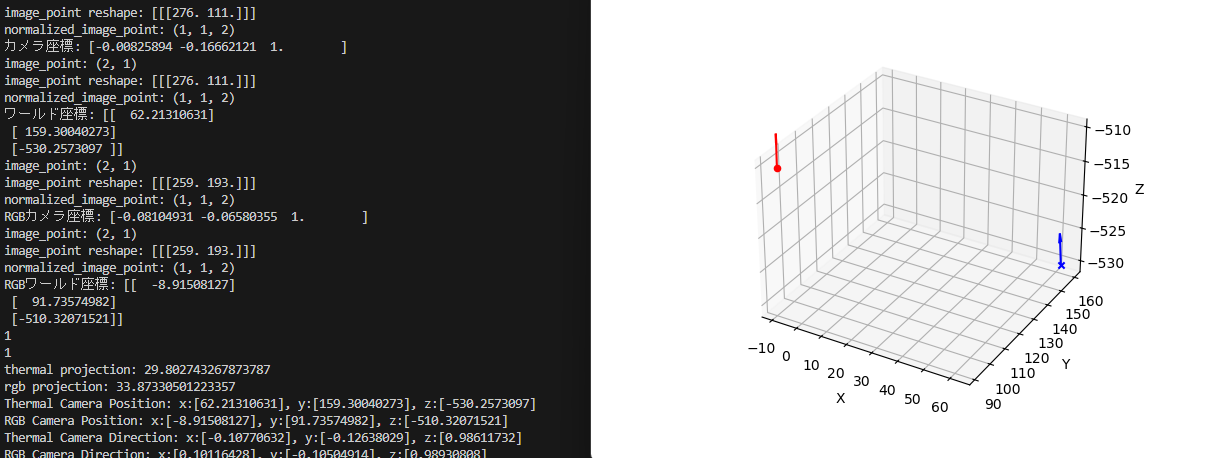 image_point reshape: [[[276. 111.]]]
normalized_image_point: (1, 1, 2)
カメラ座標: [-0.00825894 -0.16662121  1.        ]
image_point: (2, 1)
image_point reshape: [[[276. 111.]]]
normalized_image_point: (1, 1, 2)
ワールド座標: [[  62.21310631]
 [ 159.30040273]
 [-530.2573097 ]]
image_point: (2, 1)
image_point reshape: [[[259. 193.]]]
normalized_image_point: (1, 1, 2)
RGBカメラ座標: [-0.08104931 -0.06580355  1.        ]
image_point: (2, 1)
image_point reshape: [[[259. 193.]]]
normalized_image_point: (1, 1, 2)
RGBワールド座標: [[  -8.91508127]
 [  91.73574982]
 [-510.32071521]]
1
1
thermal projection: 29.802743267873787
rgb projection: 33.87330501223357
Thermal Camera Position: x:[62.21310631], y:[159.30040273], z:[-530.2573097]
RGB Camera Position: x:[-8.91508127], y:[91.73574982], z:[-510.32071521]
Thermal Camera Direction: x:[-0.10770632], y:[-0.12638029], z:[0.98611732]
RGB Camera Direction: x:[0.10116428], y:[-0.10504914], z:[0.98930808]
−510
−515
−520
−525
−530
Z
160
150
140
130
120
110
100
90
Y
−10
0
10
20
30
40
50
60
X